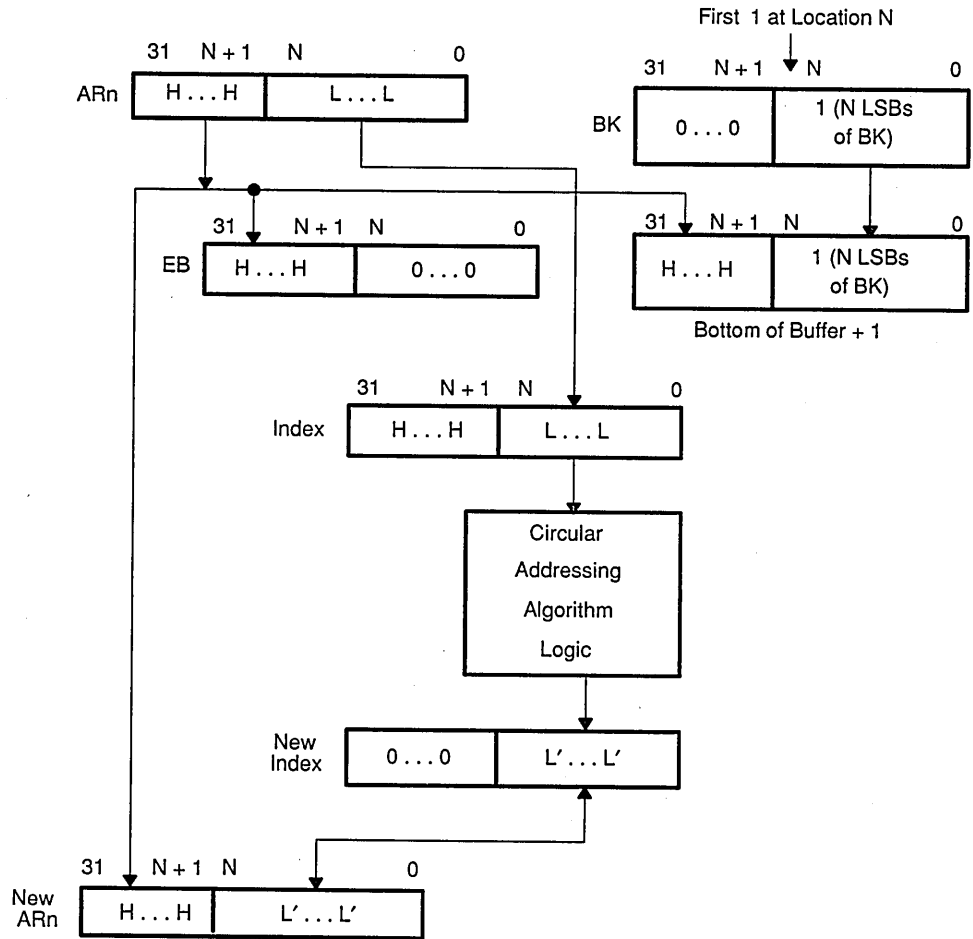 First 1 at Location N
31 N + 1 N 0
ARn H . . . H L . . . L
31 N + 1 N 0
BK 0 . . . 0 1 (N LSBs of BK)
31 N + 1 N 0
EB H . . . H 0 . . . 0
31 N + 1 N 0
H . . . H 1 (N LSBs of BK)
Bottom of Buffer + 1
31 N + 1 N 0
Index H . . . H L . . . L
Circular
Addressing
Algorithm
Logic
New
Index 0 . . . 0 L′ . . . L′
31 N + 1 N 0
New
ARn H . . . H L′ . . . L′